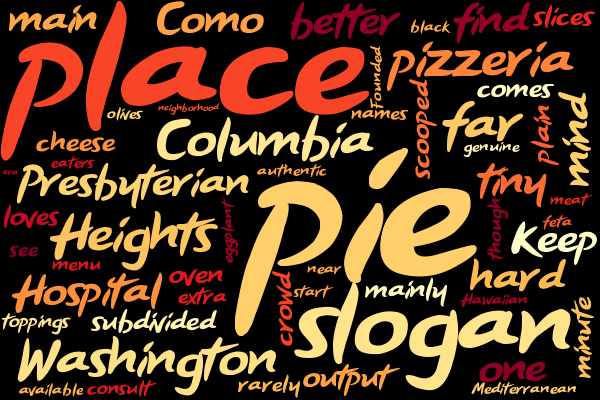 main
Como
better
black
find
slices
place
Founded
pizzeria
comes
olives
neighborhood
names
scooped
far
plain
mind
cheese
Columbia
genuine
era
eaters
Presbyterian
authentic
pie
tiny
meat
loves
Heights
eggplant
though
feta
Keep
see
menu
near
Hospital
oven
extra
crowd
start
mainly
hard
Hawaiian
toppings
subdivided
slogan
minute
Washington
one
available
consult
rarely
output
Mediterranean